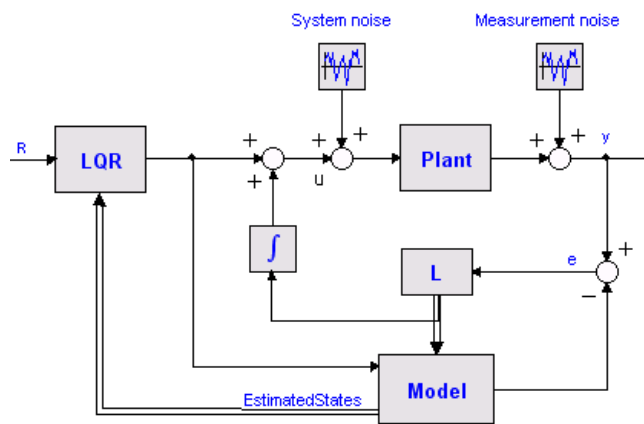 System noise
Measurement noise
R
LQR
+
+
+
+
u
Plant
+
+
y
∫
L
e
+
−
Model
EstimatedStates